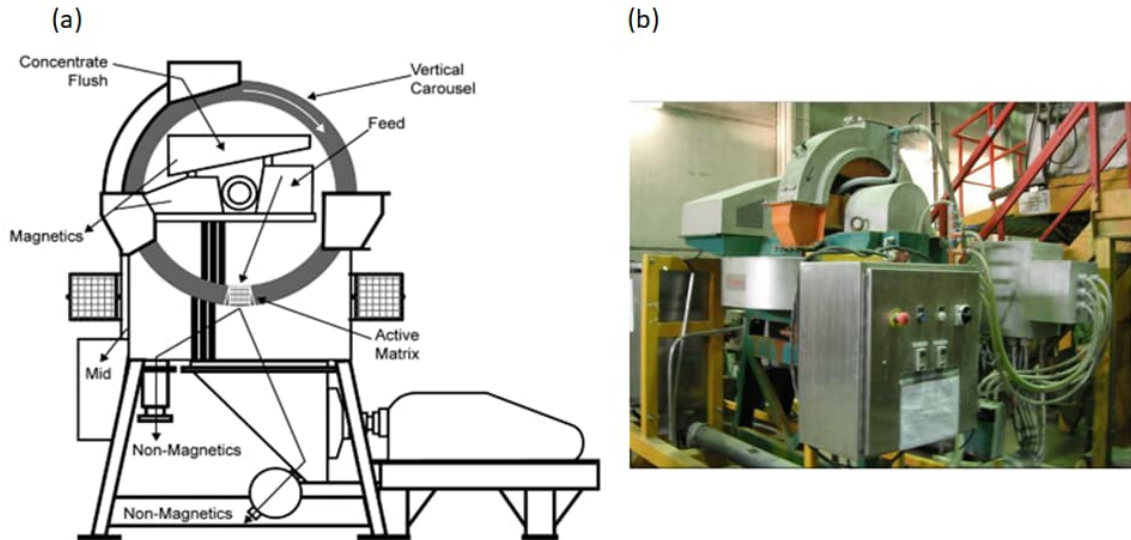 (a)
(b)
Concentrate
Flush
Vertical
Carousel
Feed
Magnetics
Active
Matrix
Mid
Non-Magnetics
Non-Magnetics